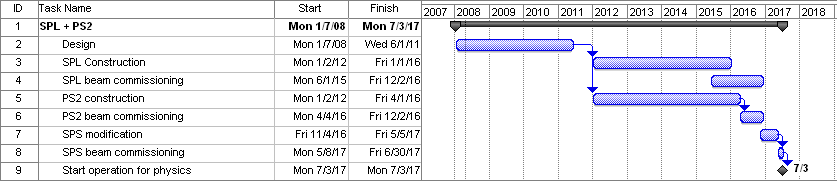 ID Task Name Start Finish 2007 2008 2009 2010 2011 2012 2013 2014 2015 2016 2017 2018
1 SPL + PS2 Mon 1/7/08 Mon 7/3/17
2 Design Mon 1/7/08 Wed 6/1/11
3 SPL Construction Mon 1/2/12 Fri 1/1/16
4 SPL beam commissioning Mon 6/1/15 Fri 12/2/16
5 PS2 construction Mon 1/2/12 Fri 4/1/16
6 PS2 beam commissioning Mon 4/4/16 Fri 12/2/16
7 SPS modification Fri 11/4/16 Fri 5/5/17
8 SPS beam commissioning Mon 5/8/17 Fri 6/30/17
9 Start operation for physics Mon 7/3/17 Mon 7/3/17 7/3